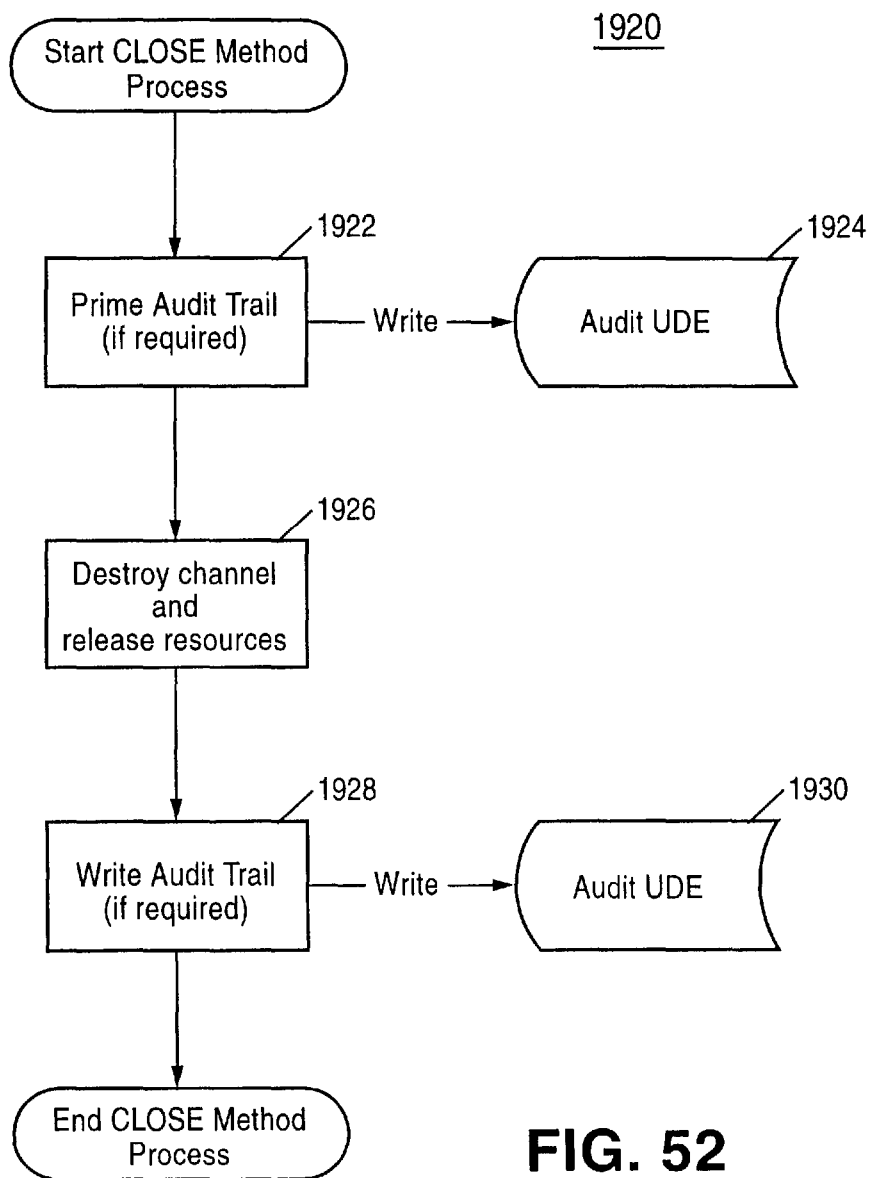 Start CLOSE Method
Process
1920
1922
Prime Audit Trail
(if required)
Write
1924
Audit UDE
1926
Destroy channel
and
release resources
1928
Write Audit Trail
(if required)
Write
1930
Audit UDE
End CLOSE Method
Process
FIG. 52